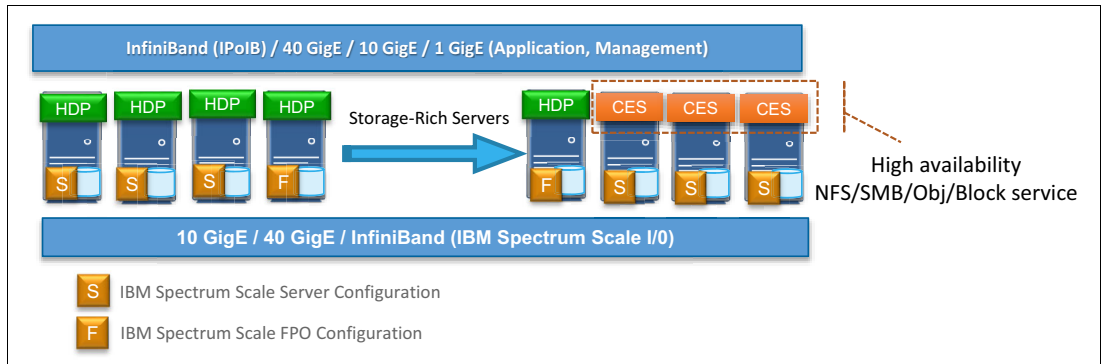 InfiniBand (IPoIB) / 40 GigE / 10 GigE / 1 GigE (Application, Management)
HDP HDP HDP HDP HDP CES CES CES
Storage-Rich Servers
S S S F F S S S
High availability
NFS/SMB/Obj/Block service
10 GigE / 40 GigE / InfiniBand (IBM Spectrum Scale I/0)
S IBM Spectrum Scale Server Configuration
F IBM Spectrum Scale FPO Configuration